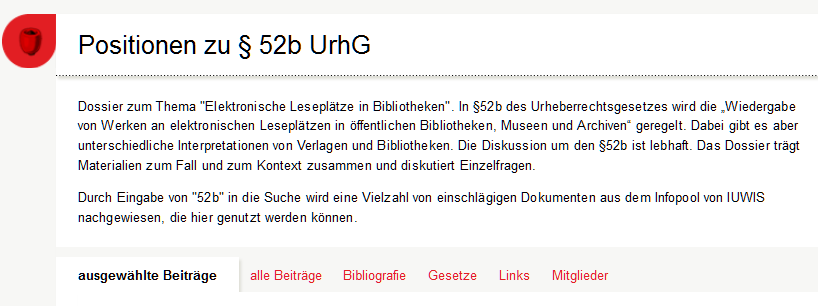 Positionen zu § 52b UrhG
Dossier zum Thema "Elektronische Leseplätze in Bibliotheken". In §52b des Urheberrechtsgesetzes wird die „Wiedergabe
von Werken an elektronischen Leseplätzen in öffentlichen Bibliotheken, Museen und Archiven“ geregelt. Dabei gibt es aber
unterschiedliche Interpretationen von Verlagen und Bibliotheken. Die Diskussion um den §52b ist lebhaft. Das Dossier trägt
Materialien zum Fall und zum Kontext zusammen und diskutiert Einzelfragen.
Durch Eingabe von "52b" in die Suche wird eine Vielzahl von einschlägigen Dokumenten aus dem Infopool von IUWIS
nachgewiesen, die hier genutzt werden können.
ausgewählte Beiträge alle Beiträge Bibliografie Gesetze Links Mitglieder